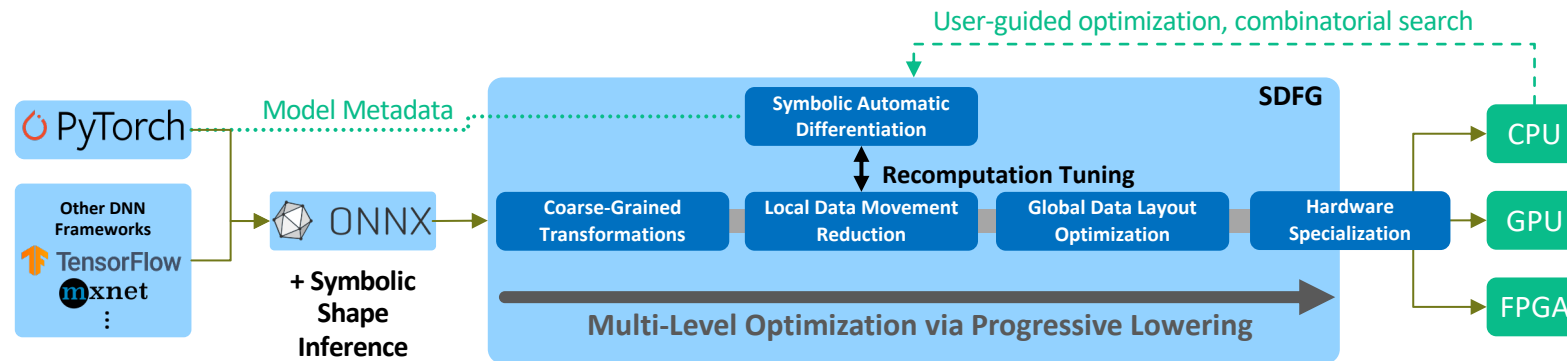 User-guided optimization, combinatorial search
PyTorch
Model Metadata
Symbolic Automatic
Differentiation
SDFG
CPU
Recomputation Tuning
Other DNN
Frameworks
TensorFlow
mxnet
⋮
ONNX
+ Symbolic
Shape
Inference
Coarse-Grained
Transformations
Local Data Movement
Reduction
Global Data Layout
Optimization
Hardware
Specialization
GPU
FPGA
Multi-Level Optimization via Progressive Lowering